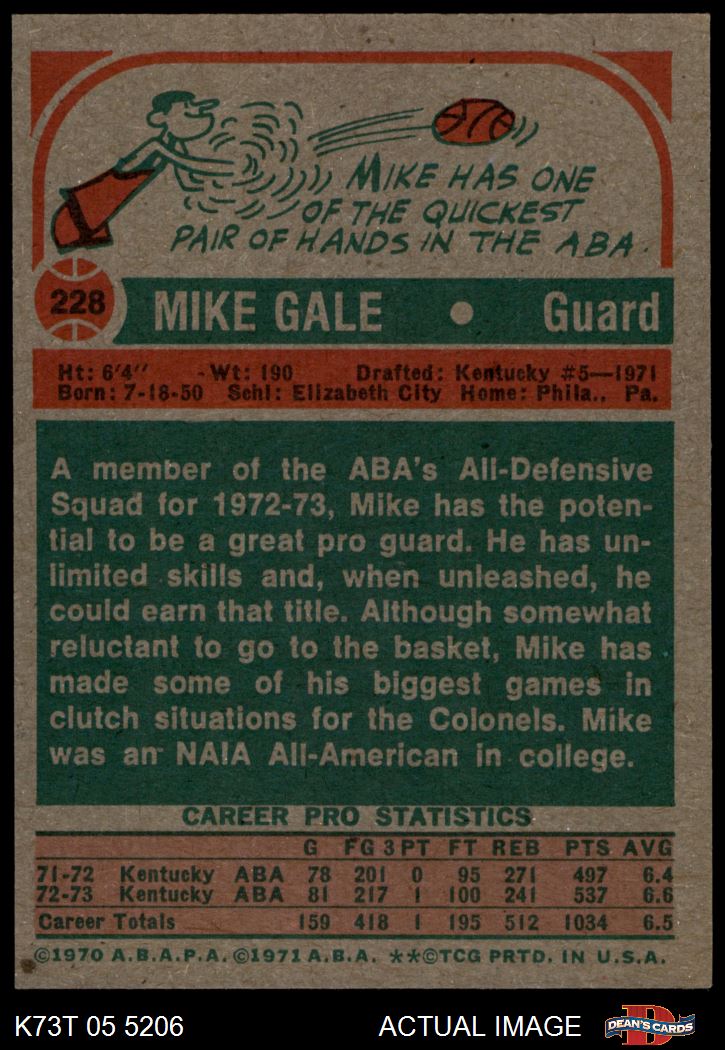 MIKE HAS ONE
OF THE QUICKEST
PAIR OF HANDS IN THE ABA.
228 MIKE GALE • Guard
Ht: 6'4" - Wt: 190 Drafted: Kentucky #5—1971
Born: 7-18-50 Schl: Elizabeth City Home: Phila., Pa.
A member of the ABA's All-Defensive
Squad for 1972-73, Mike has the poten-
tial to be a great pro guard. He has un-
limited skills and, when unleashed, he
could earn that title. Although somewhat
reluctant to go to the basket, Mike has
made some of his biggest games in
clutch situations for the Colonels. Mike
was an NAIA All-American in college.
CAREER PRO STATISTICS
G FG 3PT FT REB PTS AVG
71-72 Kentucky ABA 78 201 0 95 271 497 6.4
72-73 Kentucky ABA 81 217 1 100 241 537 6.6
Career Totals 159 418 1 195 512 1034 6.5
©1970 A.B.A.P.A. ©1971 A.B.A. **©TCG PRTD. IN U.S.A.
K73T 05 5206 ACTUAL IMAGE D DEAN'S CARDS